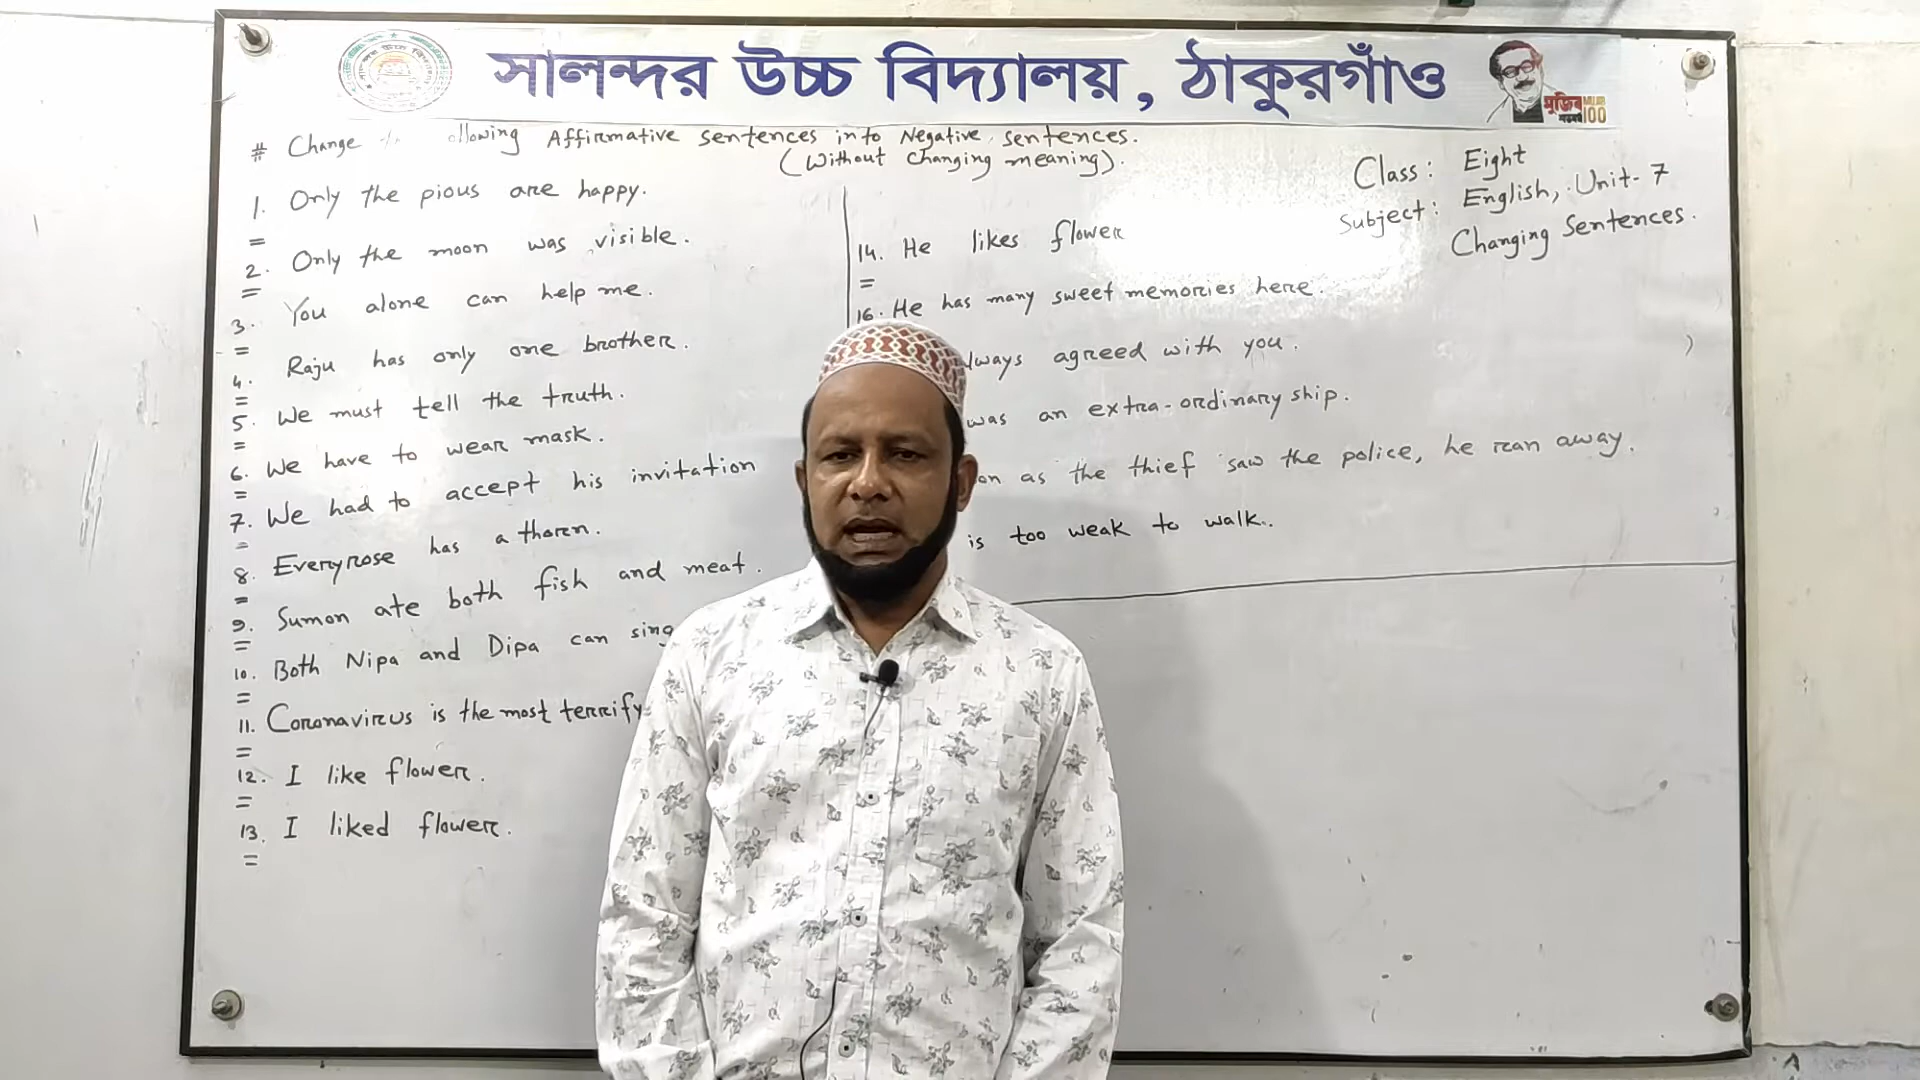 সালন্দর উচ্চ বিদ্যালয়, ঠাকুরগাঁও
মুজিব
100
# Change ollowing Affirmative sentences into Negative sentences.
(Without changing meaning).
Class: Eight
Subject: English, Unit-7
Changing Sentences.
1. Only the pious are happy.
=
2. Only the moon was visible.
=
3. You alone can help me.
=
4. Raju has only one brother.
=
5. We must tell the truth.
=
6. We have to wear mask.
=
7. We had to accept his invitation
=
8. Every rose has a thorn.
=
9. Sumon ate both fish and meat.
=
10. Both Nipa and Dipa can sing
=
11. Coronavirus is the most terrify
=
12. I like flower.
=
13. I liked flower.
=
14. He likes flower
=
16. He has many sweet memories here.
lways agreed with you.
was an extra-ordinary ship.
on as the thief saw the police, he ran away.
is too weak to walk.